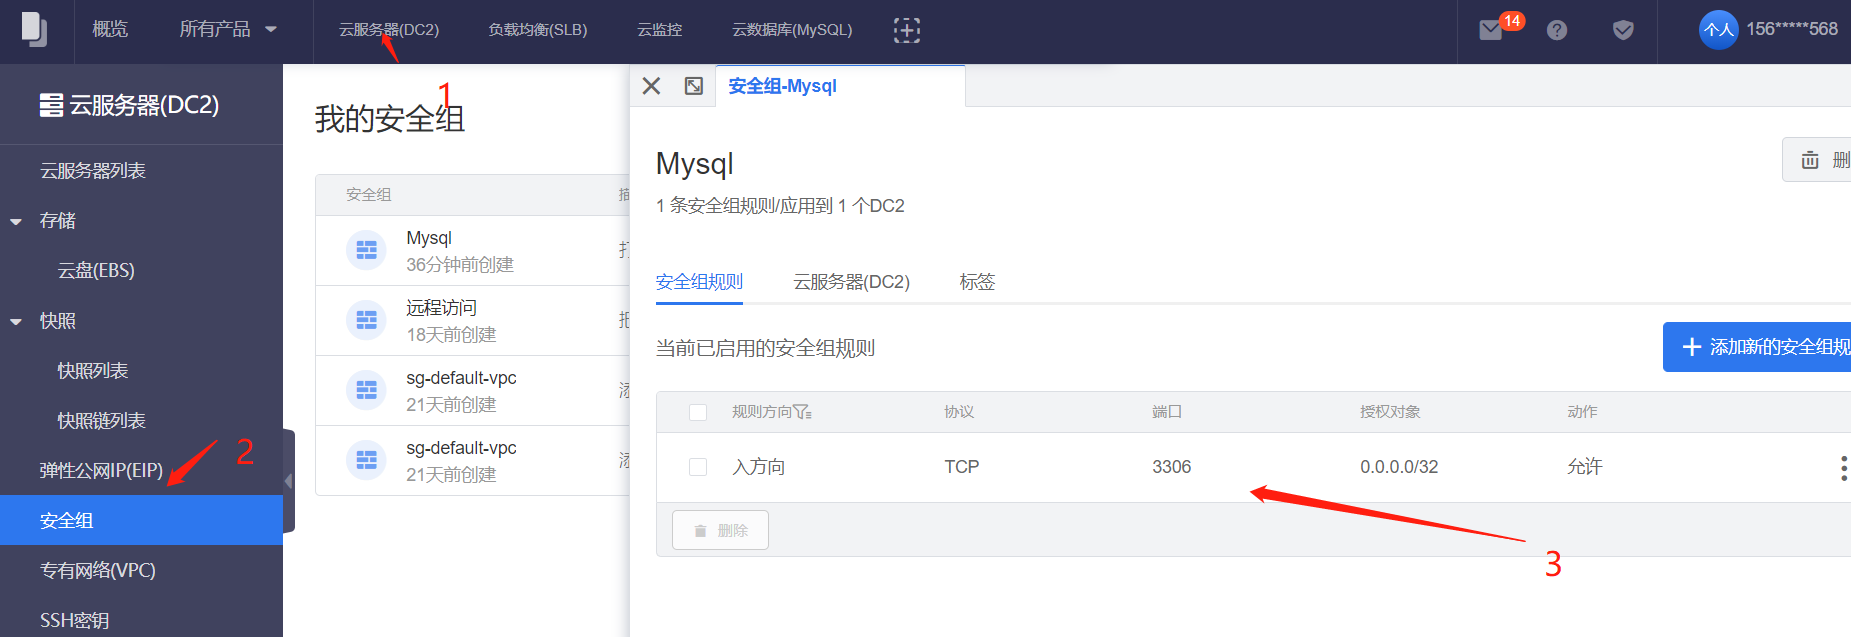 概览
所有产品
云服务器(DC2)
负载均衡(SLB)
云监控
云数据库(MySQL)
14
个人
156*****568
云服务器(DC2)
云服务器列表
存储
云盘(EBS)
快照
快照列表
快照链列表
弹性公网IP(EIP)
安全组
专有网络(VPC)
SSH密钥
1
2
我的安全组
安全组
Mysql
36分钟前创建
远程访问
18天前创建
sg-default-vpc
21天前创建
sg-default-vpc
21天前创建
安全组-Mysql
Mysql
删
1 条安全组规则/应用到 1 个DC2
安全组规则
云服务器(DC2)
标签
当前已启用的安全组规则
添加新的安全组规
规则方向
协议
端口
授权对象
动作
入方向
TCP
3306
0.0.0.0/32
允许
删除
3